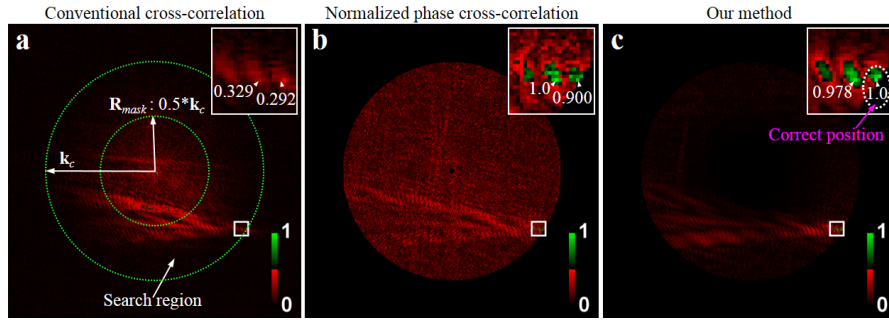 Conventional cross-correlation
Normalized phase cross-correlation
Our method
a
0.329
0.292
R_mask: 0.5*k_c
k_c
Search region
1
0
b
1.0
0.900
1
0
c
0.978
1.0
Correct position
1
0